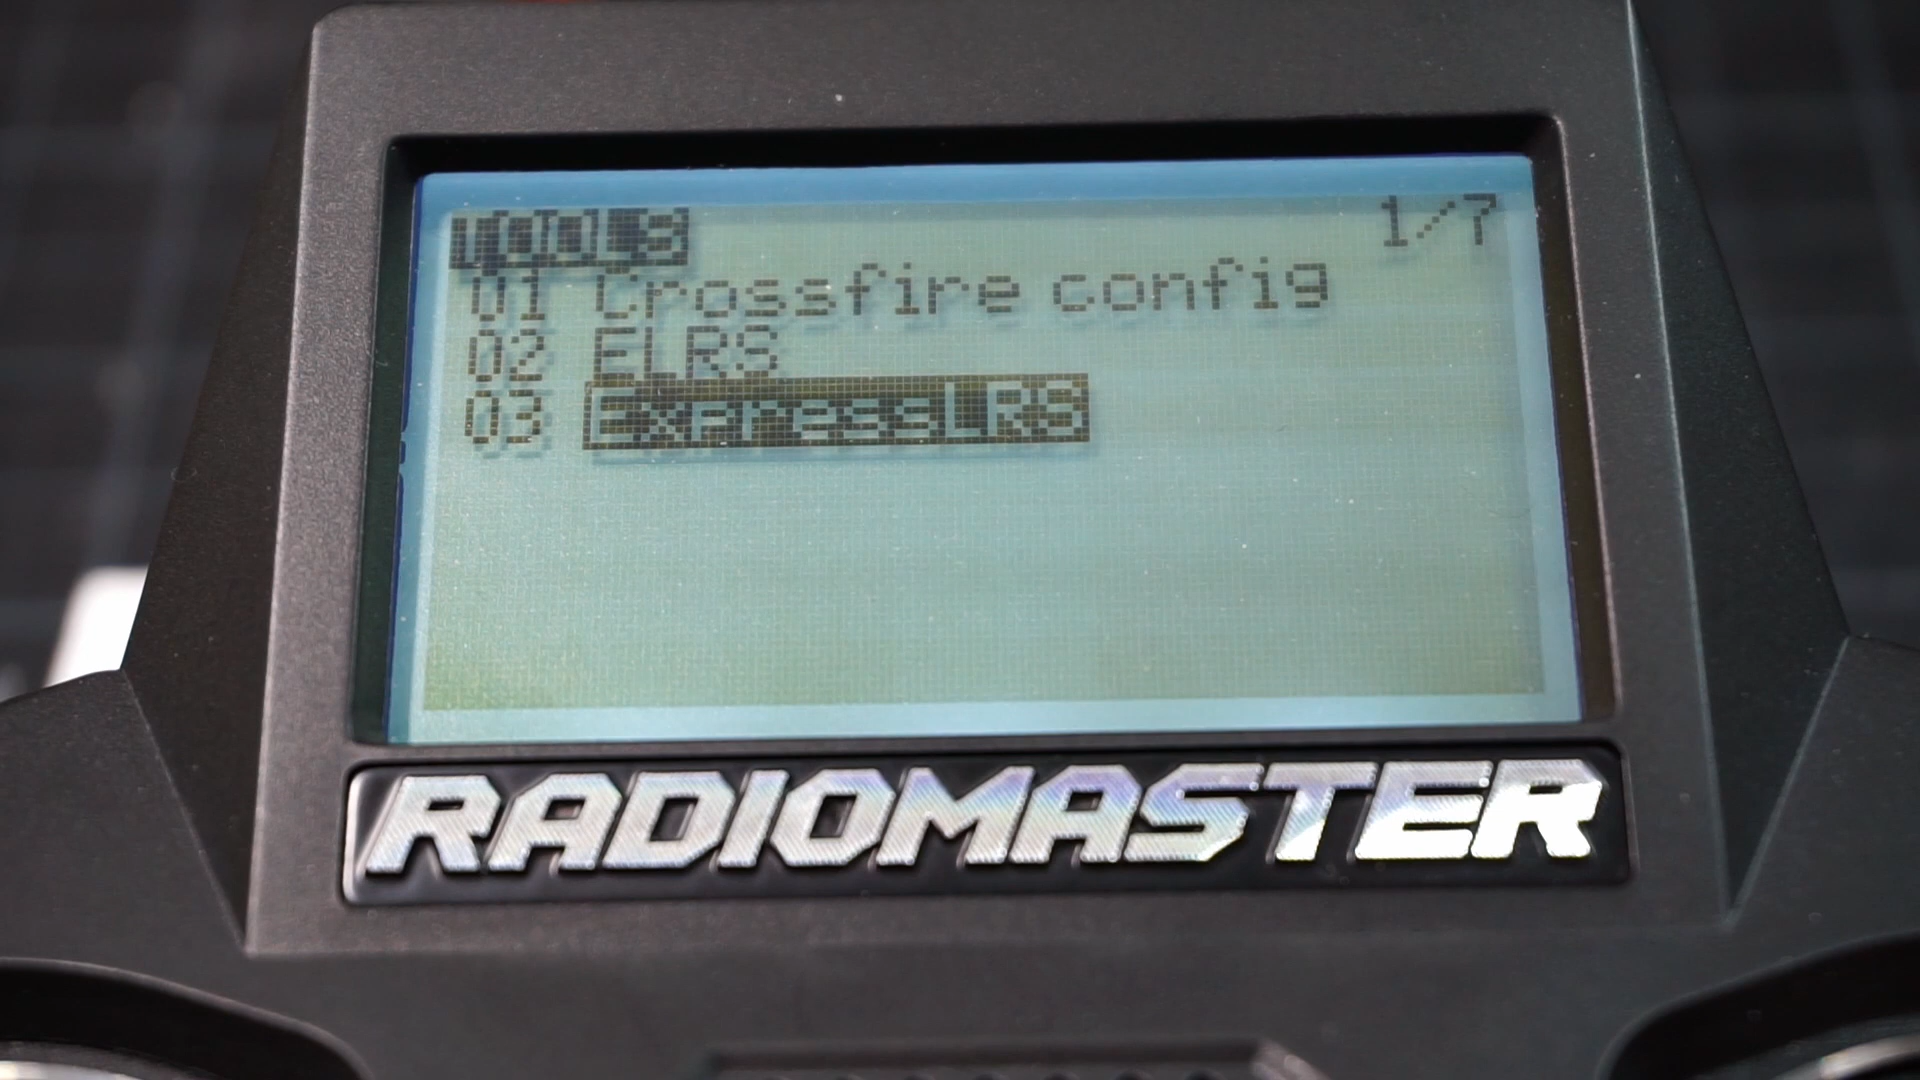 TOOLS 1/7
01 Crossfire config
02 ELRS
03 ExpressLRS
RADIOMASTER